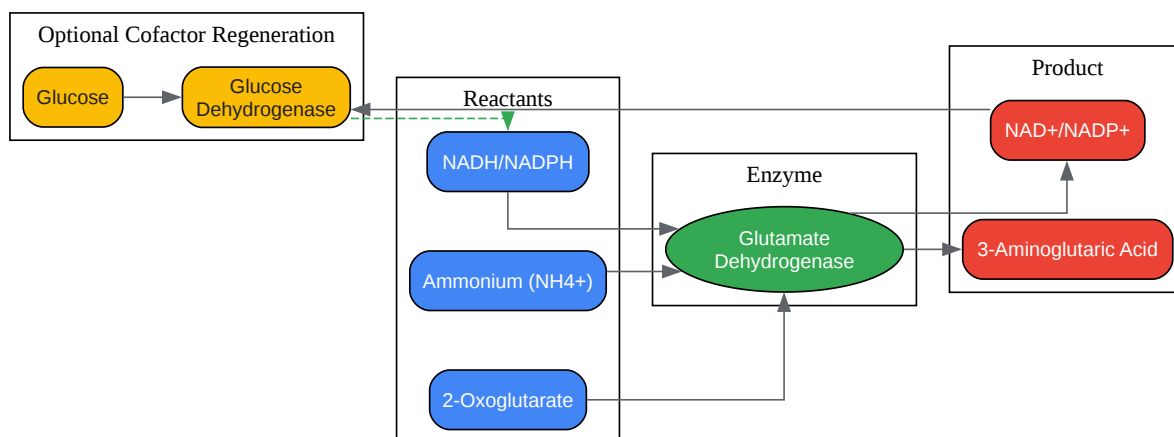 Optional Cofactor Regeneration
Glucose
Glucose
Dehydrogenase
Reactants
NADH/NADPH
Ammonium (NH4+)
2-Oxoglutarate
Enzyme
Glutamate
Dehydrogenase
Product
NAD+/NADP+
3-Aminoglutaric Acid